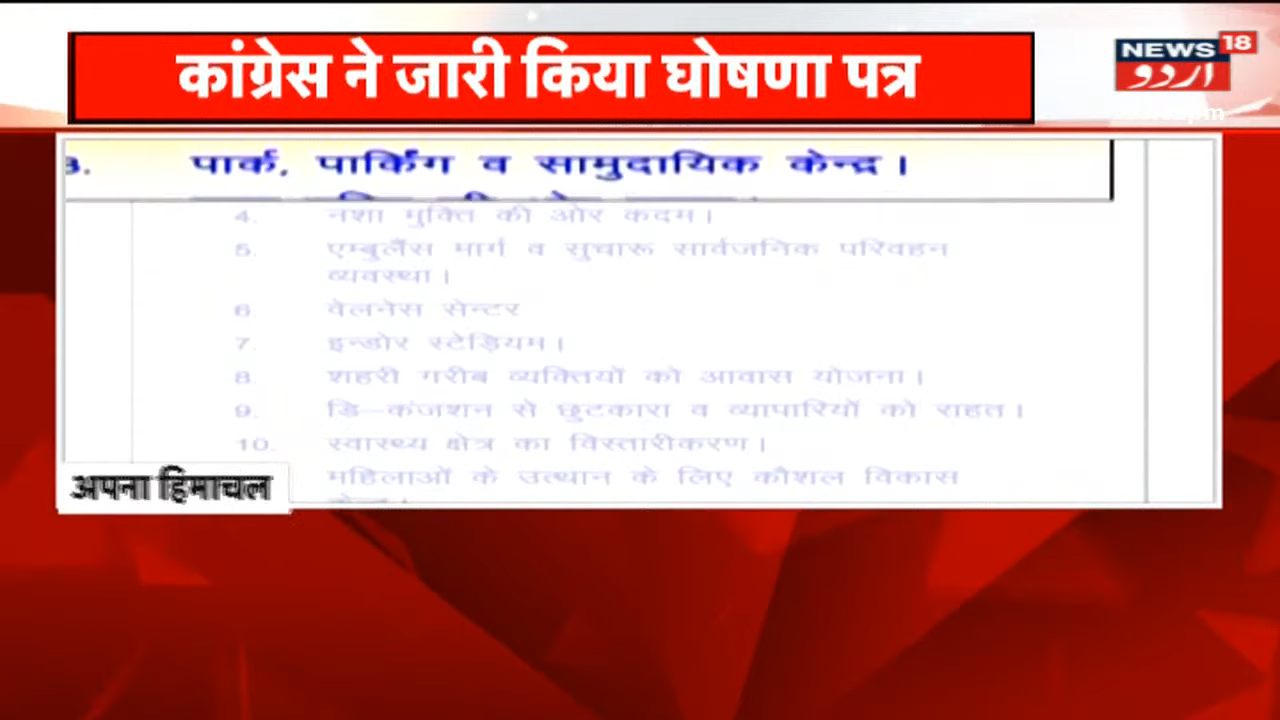 कांग्रेस ने जारी किया घोषणा पत्र
NEWS 18
اردو
3. पार्क, पार्किंग व सामुदायिक केन्द्र।
4. नशा मुक्ति की ओर कदम।
5. एम्बुलैंस मार्ग व सुचारू सार्वजनिक परिवहन
व्यवस्था।
6. वेलनेस सेन्टर
7. इन्डोर स्टेड़ियम।
8. शहरी गरीब व्यक्तियों को आवास योजना।
9. डि–कंजशन से छुटकारा व व्यापारियों को राहत।
10. स्वास्थ्य क्षेत्र का विस्तारीकरण।
महिलाओं के उत्थान के लिए कौशल विकास
अपना हिमाचल